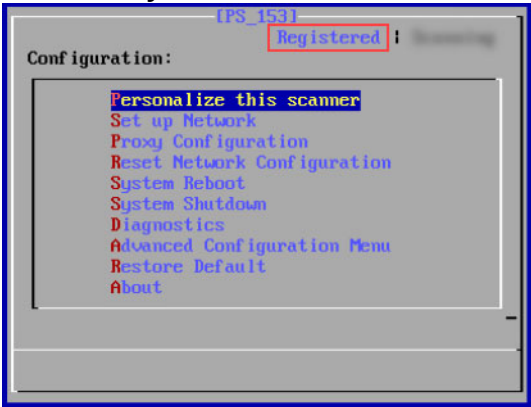 [PS_153]
Registered |
Configuration:
Personalize this scanner
Set up Network
Proxy Configuration
Reset Network Configuration
System Reboot
System Shutdown
Diagnostics
Advanced Configuration Menu
Restore Default
About